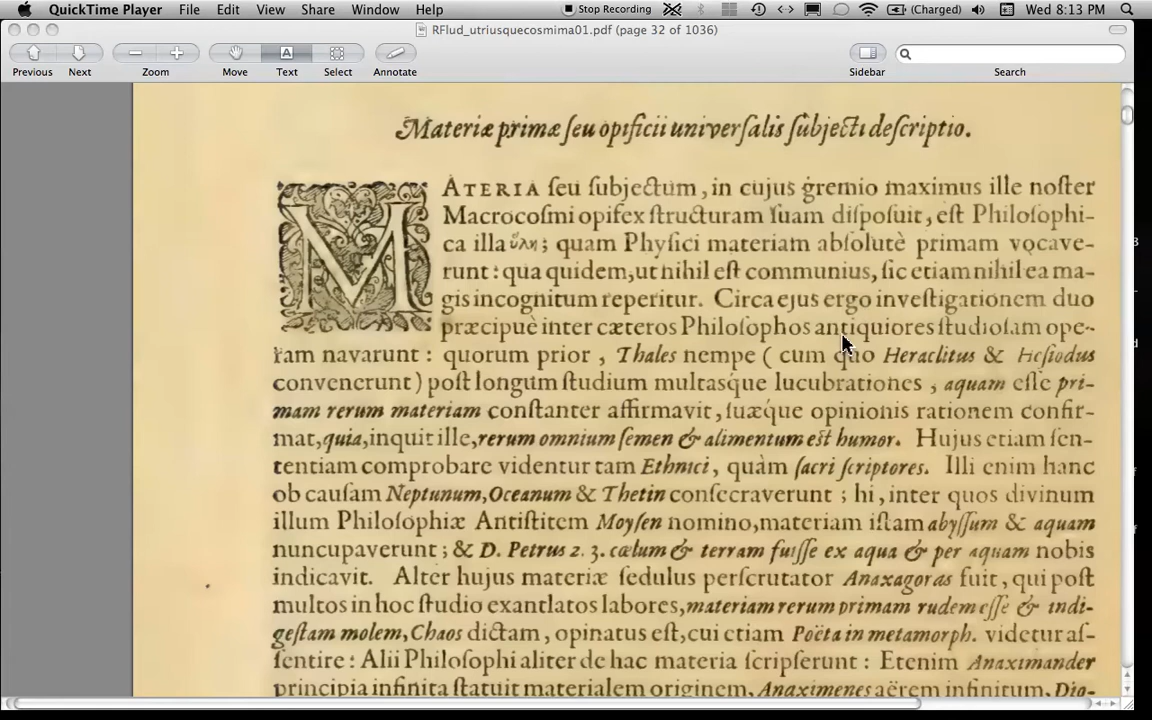 QuickTime Player File Edit View Share Window Help Stop Recording (Charged) Wed 8:13 PM
RFlud_utriusquecosmima01.pdf (page 32 of 1036)
Previous Next Zoom Move Text Select Annotate Sidebar Search
Materiæ primæ ſeu opificii univerſalis ſubjecti deſcriptio.
MATERIA ſeu ſubjectum, in cujus gremio maximus ille noſter
Macrocoſmi opifex ſtructuram ſuam diſpoſuit, eſt Philoſophi-
ca illa ὕλη; quam Phyſici materiam abſolutè primam vocave-
runt: qua quidem, ut nihil eſt communius, ſic etiam nihil ea ma-
gis incognitum reperitur. Circa ejus ergo inveſtigationem duo
præcipuè inter cæteros Philoſophos antiquiores ſtudioſam ope-
ram navarunt: quorum prior, Thales nempe (cum quo Heraclitus & Heſiodus
convenerunt) poſt longum ſtudium multasque lucubrationes, aquam eſſe pri-
mam rerum materiam conſtanter affirmavit, ſuæque opinionis rationem confir-
mat, quia, inquit ille, rerum omnium ſemen & alimentum est humor. Hujus etiam ſen-
tentiam comprobare videntur tam Ethnici, quàm ſacri ſcriptores. Illi enim hanc
ob cauſam Neptunum, Oceanum & Thetin conſecraverunt; hi, inter quos divinum
illum Philoſophiæ Antiſtitem Moyſen nomino, materiam iſtam abyſſum & aquam
nuncupaverunt; & D. Petrus 2. 3. cœlum & terram fuiſſe ex aqua & per aquam nobis
indicavit. Alter hujus materiæ ſedulus perſcrutator Anaxagoras fuit, qui poſt
multos in hoc ſtudio exantlatos labores, materiam rerum primam rudem eſſe & indi-
geſtam molem, Chaos dictam, opinatus eſt, cui etiam Poëta in metamorph. videtur aſ-
ſentire: Alii Philoſophi aliter de hac materia ſcripſerunt: Etenim Anaximander
principia infinita ſtatuit materialem originem, Anaximenes aërem infinitum, Dio-